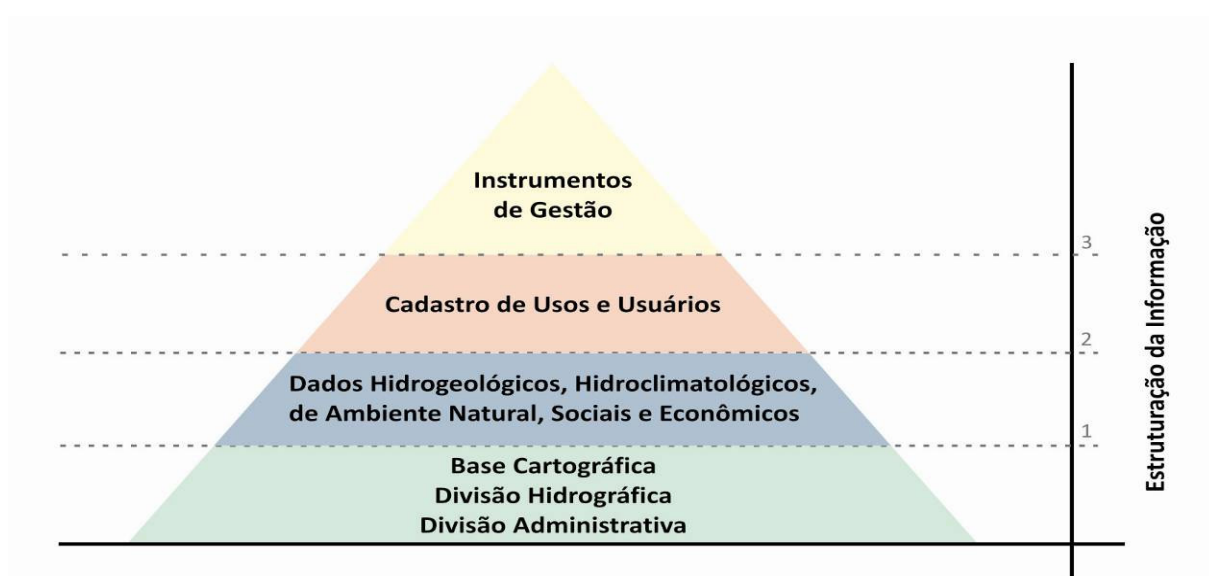 Instrumentos
de Gestão
3
Cadastro de Usos e Usuários
2
Dados Hidrogeológicos, Hidroclimatológicos,
de Ambiente Natural, Sociais e Econômicos
1
Base Cartográfica
Divisão Hidrográfica
Divisão Administrativa
Estruturação da Informação